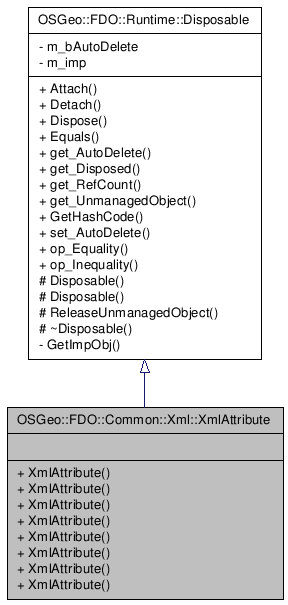 OSGeo::FDO::Runtime::Disposable
- m_bAutoDelete
- m_imp
+ Attach()
+ Detach()
+ Dispose()
+ Equals()
+ get_AutoDelete()
+ get_Disposed()
+ get_RefCount()
+ get_UnmanagedObject()
+ GetHashCode()
+ set_AutoDelete()
+ op_Equality()
+ op_Inequality()
# Disposable()
# Disposable()
# ReleaseUnmanagedObject()
# ~Disposable()
- GetImpObj()
OSGeo::FDO::Common::Xml::XmlAttribute
+ XmlAttribute()
+ XmlAttribute()
+ XmlAttribute()
+ XmlAttribute()
+ XmlAttribute()
+ XmlAttribute()
+ XmlAttribute()
+ XmlAttribute()